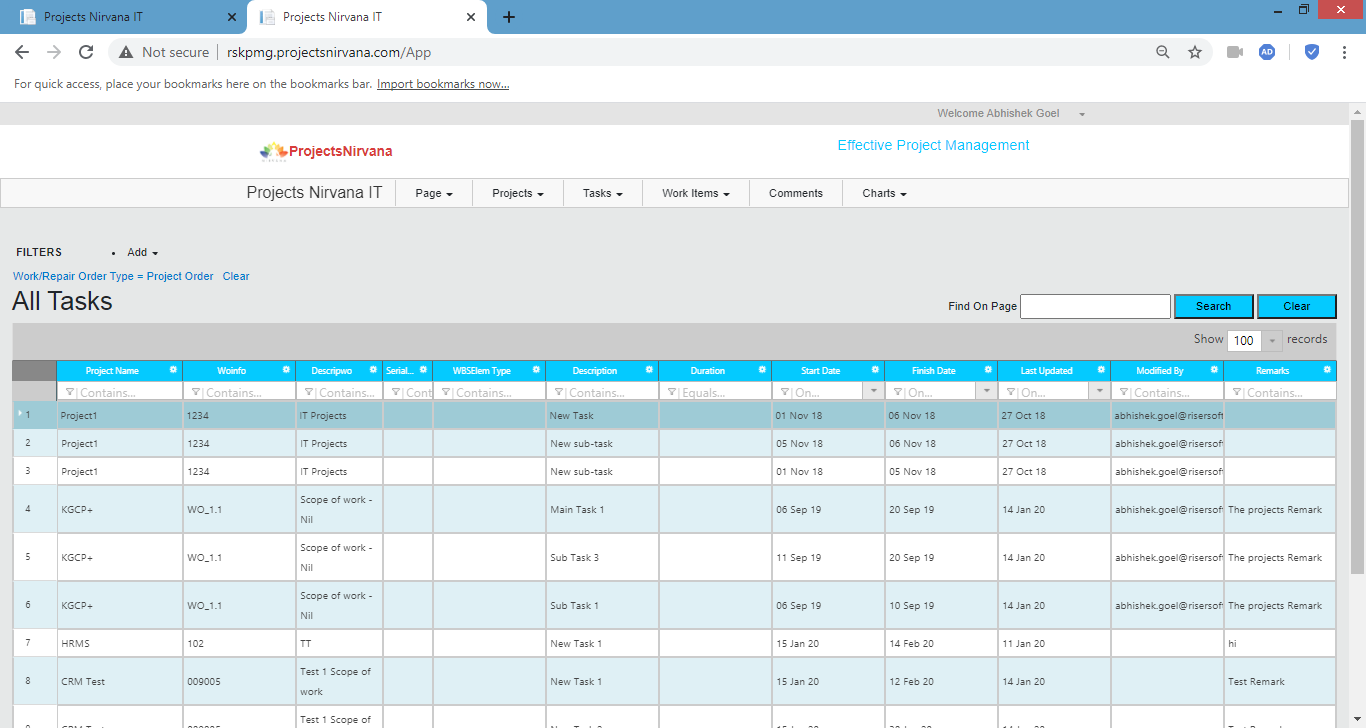 Projects Nirvana IT
Projects Nirvana IT
Not secure
rskpmg.projectsnirvana.com/App
AD
For quick access, place your bookmarks here on the bookmarks bar. Import bookmarks now...
Welcome Abhishek Goel
ProjectsNirvana
Effective Project Management
Projects Nirvana IT Page Projects Tasks Work Items Comments Charts
FILTERS Add
Work/Repair Order Type = Project Order Clear
All Tasks
Find On Page Search Clear
Show 100 records
Project Name Woinfo Descripwo Serial... WBSElem Type Description Duration Start Date Finish Date Last Updated Modified By Remarks
Contains... Contains... Contains... Cont Contains... Contains... Equals... On... On... On... Contains... Contains...
1 Project1 1234 IT Projects New Task 01 Nov 18 06 Nov 18 27 Oct 18 abhishek.goel@risersoft
2 Project1 1234 IT Projects New sub-task 05 Nov 18 06 Nov 18 27 Oct 18 abhishek.goel@risersoft
3 Project1 1234 IT Projects New sub-task 01 Nov 18 05 Nov 18 27 Oct 18 abhishek.goel@risersoft
4 KGCP+ WO_1.1 Scope of work - Nil Main Task 1 06 Sep 19 20 Sep 19 14 Jan 20 abhishek.goel@risersoft The projects Remark
5 KGCP+ WO_1.1 Scope of work - Nil Sub Task 3 11 Sep 19 20 Sep 19 14 Jan 20 abhishek.goel@risersoft The projects Remark
6 KGCP+ WO_1.1 Scope of work - Nil Sub Task 1 06 Sep 19 10 Sep 19 14 Jan 20 abhishek.goel@risersoft The projects Remark
7 HRMS 102 TT New Task 1 15 Jan 20 14 Feb 20 11 Jan 20 hi
8 CRM Test 009005 Test 1 Scope of work New Task 1 15 Jan 20 12 Feb 20 14 Jan 20 Test Remark
Test 1 Scope of